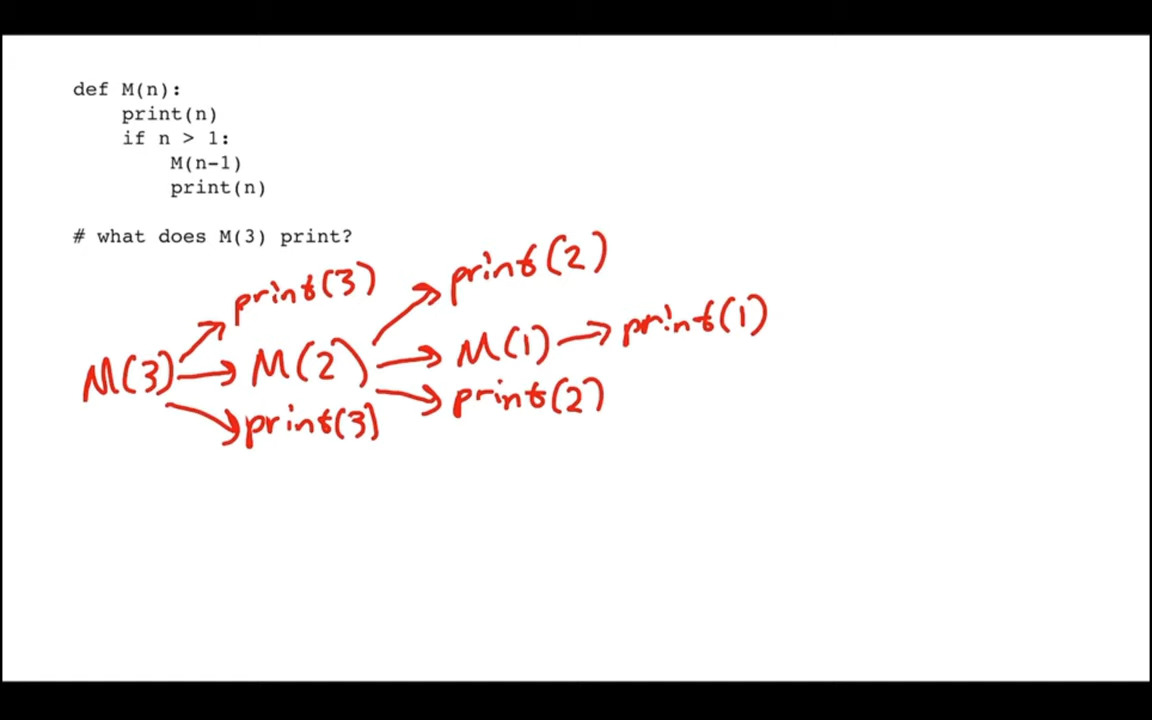 def M(n):
    print(n)
    if n > 1:
        M(n-1)
        print(n)
# what does M(3) print?
print(3) print(2)
M(3) M(2) M(1) print(1)
print(3) print(2)